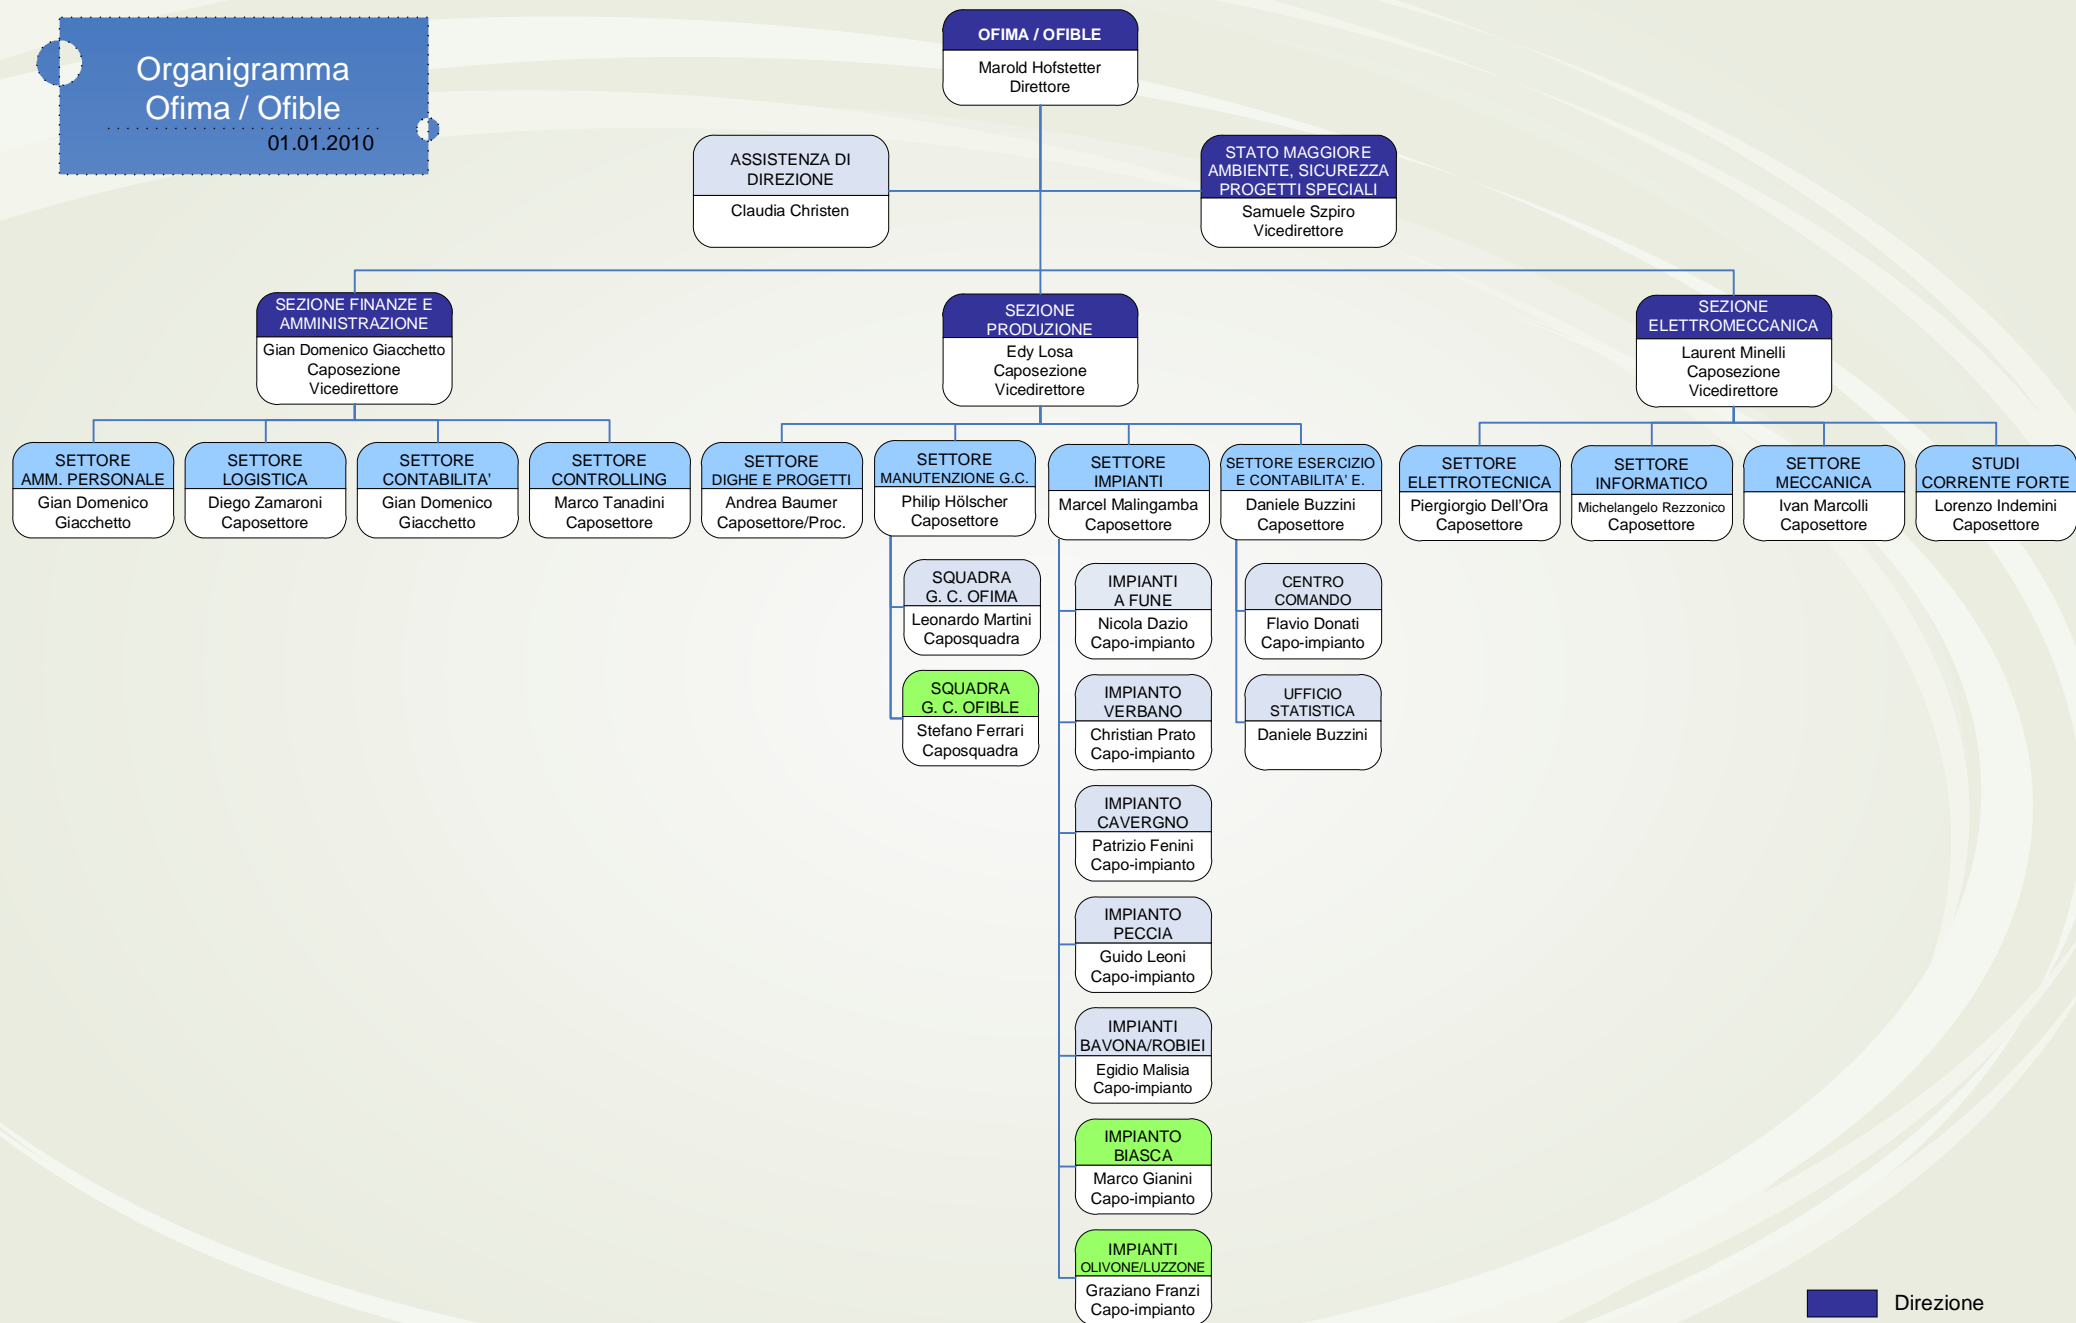 Organigramma
Ofima / Ofible
01.01.2010
OFIMA / OFIBLE
Marold Hofstetter
Direttore
ASSISTENZA DI
DIREZIONE
Claudia Christen
STATO MAGGIORE
AMBIENTE, SICUREZZA
PROGETTI SPECIALI
Samuele Szpiro
Vicedirettore
SEZIONE FINANZE E
AMMINISTRAZIONE
Gian Domenico Giacchetto
Caposezione
Vicedirettore
SEZIONE
PRODUZIONE
Edy Losa
Caposezione
Vicedirettore
SEZIONE
ELETTROMECCANICA
Laurent Minelli
Caposezione
Vicedirettore
SETTORE
AMM. PERSONALE
Gian Domenico
Giacchetto
SETTORE
LOGISTICA
Diego Zamaroni
Caposettore
SETTORE
CONTABILITA'
Gian Domenico
Giacchetto
SETTORE
CONTROLLING
Marco Tanadini
Caposettore
SETTORE
DIGHE E PROGETTI
Andrea Baumer
Caposettore/Proc.
SETTORE
MANUTENZIONE G.C.
Philip Hölscher
Caposettore
SETTORE
IMPIANTI
Marcel Malingamba
Caposettore
SETTORE ESERCIZIO
E CONTABILITA' E.
Daniele Buzzini
Caposettore
SETTORE
ELETTROTECNICA
Piergiorgio Dell'Ora
Caposettore
SETTORE
INFORMATICO
Michelangelo Rezzonico
Caposettore
SETTORE
MECCANICA
Ivan Marcolli
Caposettore
STUDI
CORRENTE FORTE
Lorenzo Indemini
Caposettore
SQUADRA
G. C. OFIMA
Leonardo Martini
Caposquadra
SQUADRA
G. C. OFIBLE
Stefano Ferrari
Caposquadra
IMPIANTI
A FUNE
Nicola Dazio
Capo-impianto
IMPIANTO
VERBANO
Christian Prato
Capo-impianto
IMPIANTO
CAVERGNO
Patrizio Fenini
Capo-impianto
IMPIANTO
PECCIA
Guido Leoni
Capo-impianto
IMPIANTI
BAVONA/ROBIEI
Egidio Malisia
Capo-impianto
IMPIANTO
BIASCA
Marco Gianini
Capo-impianto
IMPIANTI
OLIVONE/LUZZONE
Graziano Franzi
Capo-impianto
CENTRO
COMANDO
Flavio Donati
Capo-impianto
UFFICIO
STATISTICA
Daniele Buzzini
Direzione